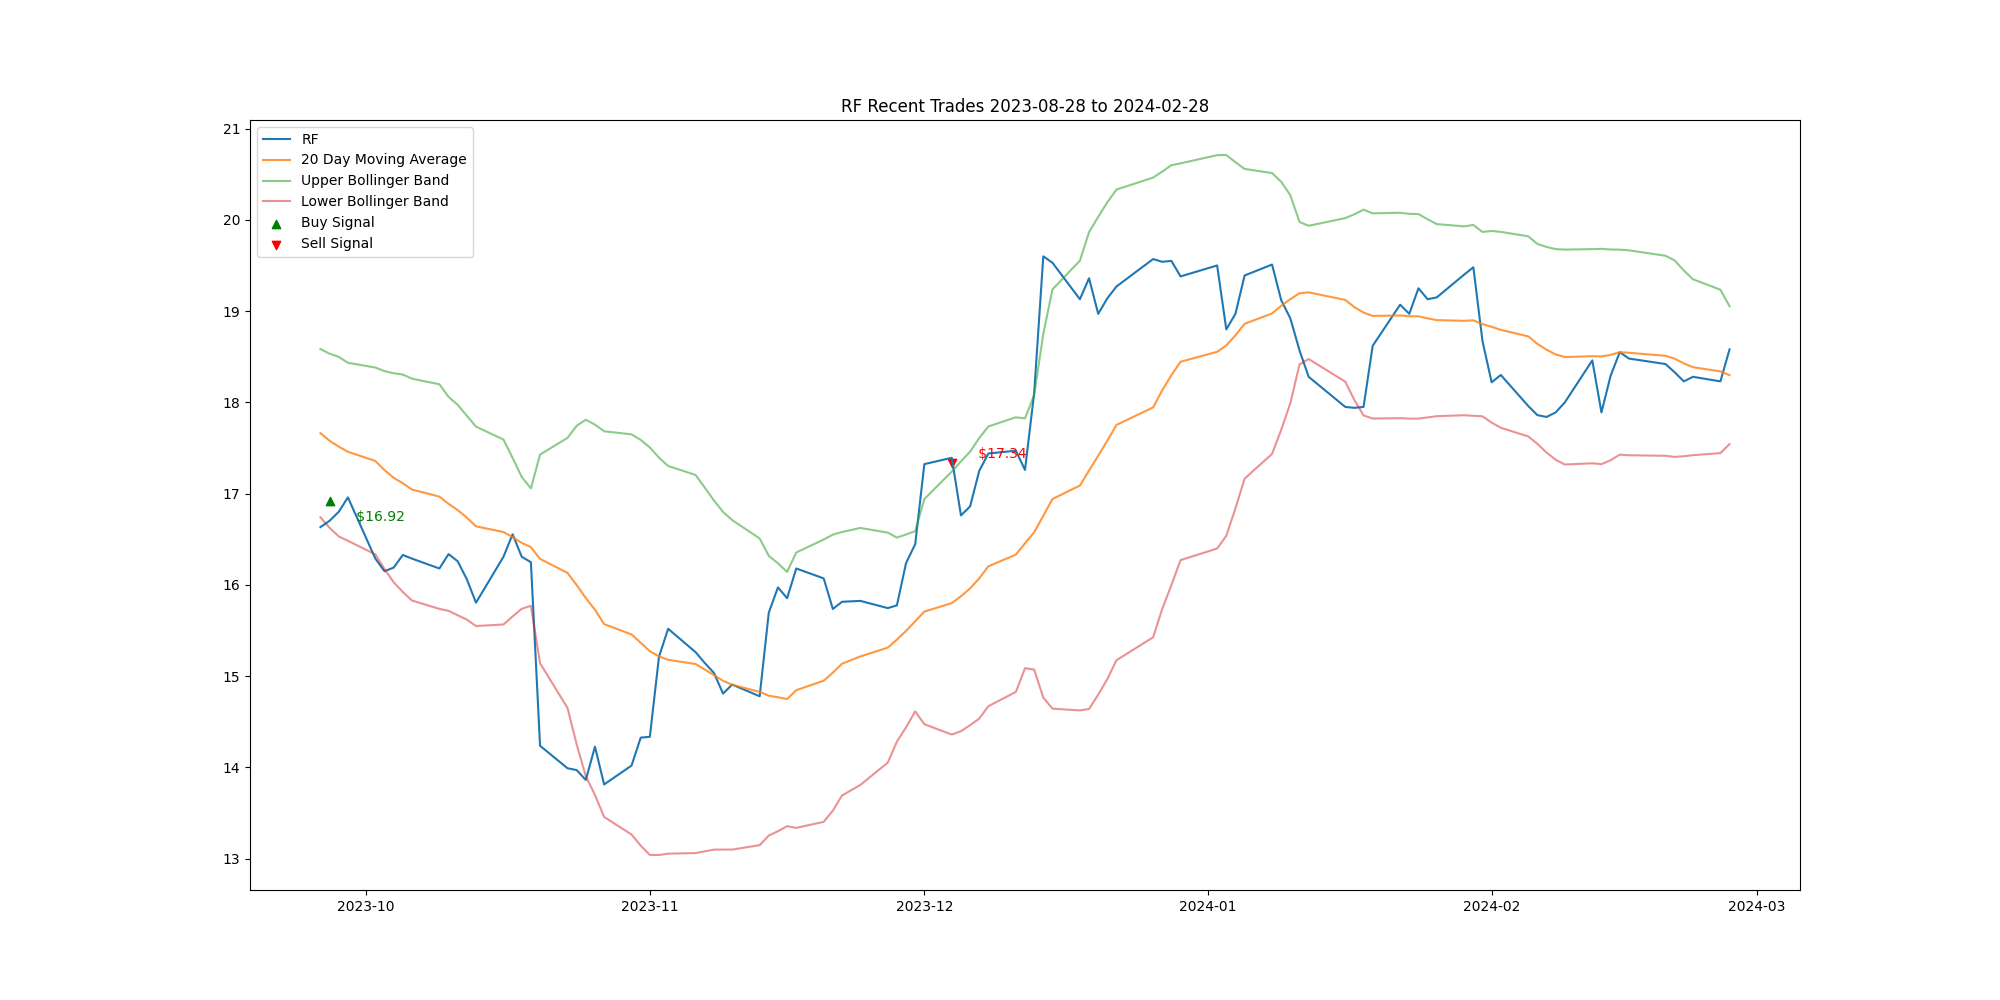 RF Recent Trades 2023-08-28 to 2024-02-28
21
20
19
18
17
16
15
14
13
RF
20 Day Moving Average
Upper Bollinger Band
Lower Bollinger Band
Buy Signal
Sell Signal
$17.34
$16.92
2023-10
2023-11
2023-12
2024-01
2024-02
2024-03